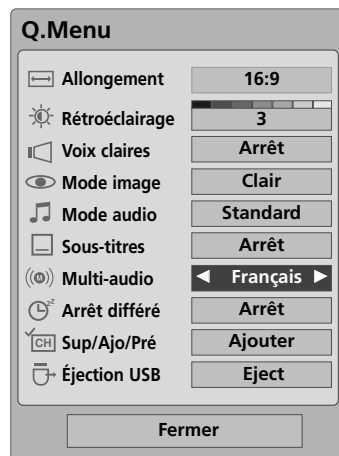 Q.Menu
Allongement 16:9
Rétroéclairage 3
Voix claires Arrêt
Mode image Clair
Mode audio Standard
Sous-titres Arrêt
Multi-audio ◄ Français ►
Arrêt différé Arrêt
CH Sup/Ajo/Pré Ajouter
Éjection USB Eject
Fermer